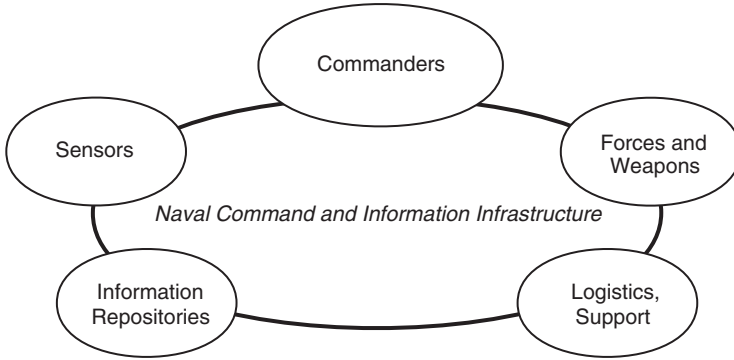 Commanders
Sensors
Forces and
Weapons
Naval Command and Information Infrastructure
Information
Repositories
Logistics,
Support